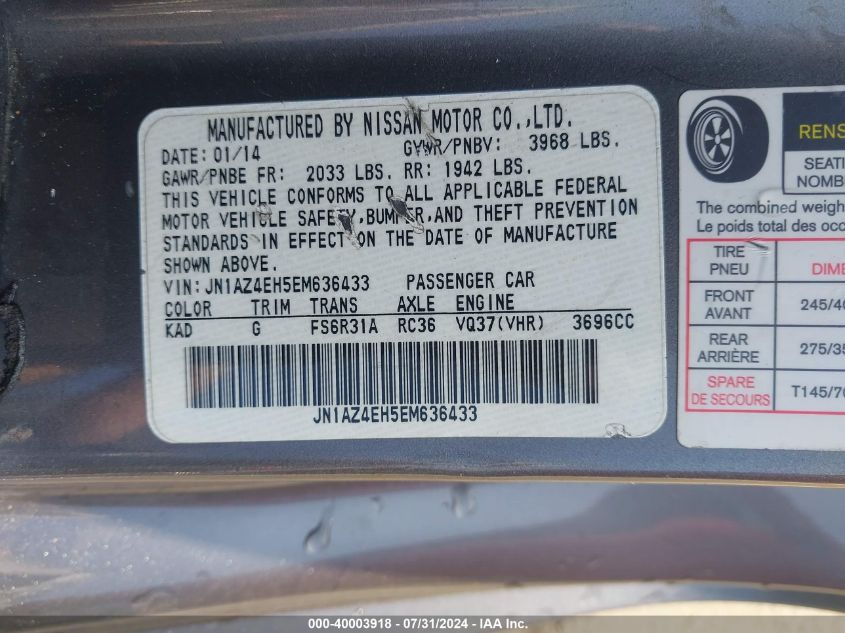 MANUFACTURED BY NISSAN MOTOR CO.,LTD.
DATE: 01/14 GVWR/PNBV: 3968 LBS.
GAWR/PNBE FR: 2033 LBS. RR: 1942 LBS.
THIS VEHICLE CONFORMS TO ALL APPLICABLE FEDERAL
MOTOR VEHICLE SAFETY,BUMPER,AND THEFT PREVENTION
STANDARDS IN EFFECT ON THE DATE OF MANUFACTURE
SHOWN ABOVE.
VIN:JN1AZ4EH5EM636433 PASSENGER CAR
COLOR TRIM TRANS AXLE ENGINE
KAD G FS6R31A RC36 VQ37(VHR) 3696CC
JN1AZ4EH5EM636433
RENS
SEATI
NOMB
The combined weigh
Le poids total des occ
TIRE
PNEU
DIME
FRONT
AVANT
245/40
REAR
ARRIÈRE
275/35
SPARE
DE SECOURS
T145/70
000-40003918 - 07/31/2024 - IAA Inc.